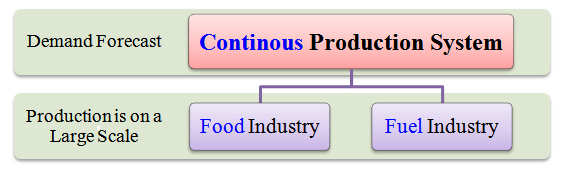 Demand Forecast
Continous Production System
Production is on a
Large Scale
Food Industry
Fuel Industry